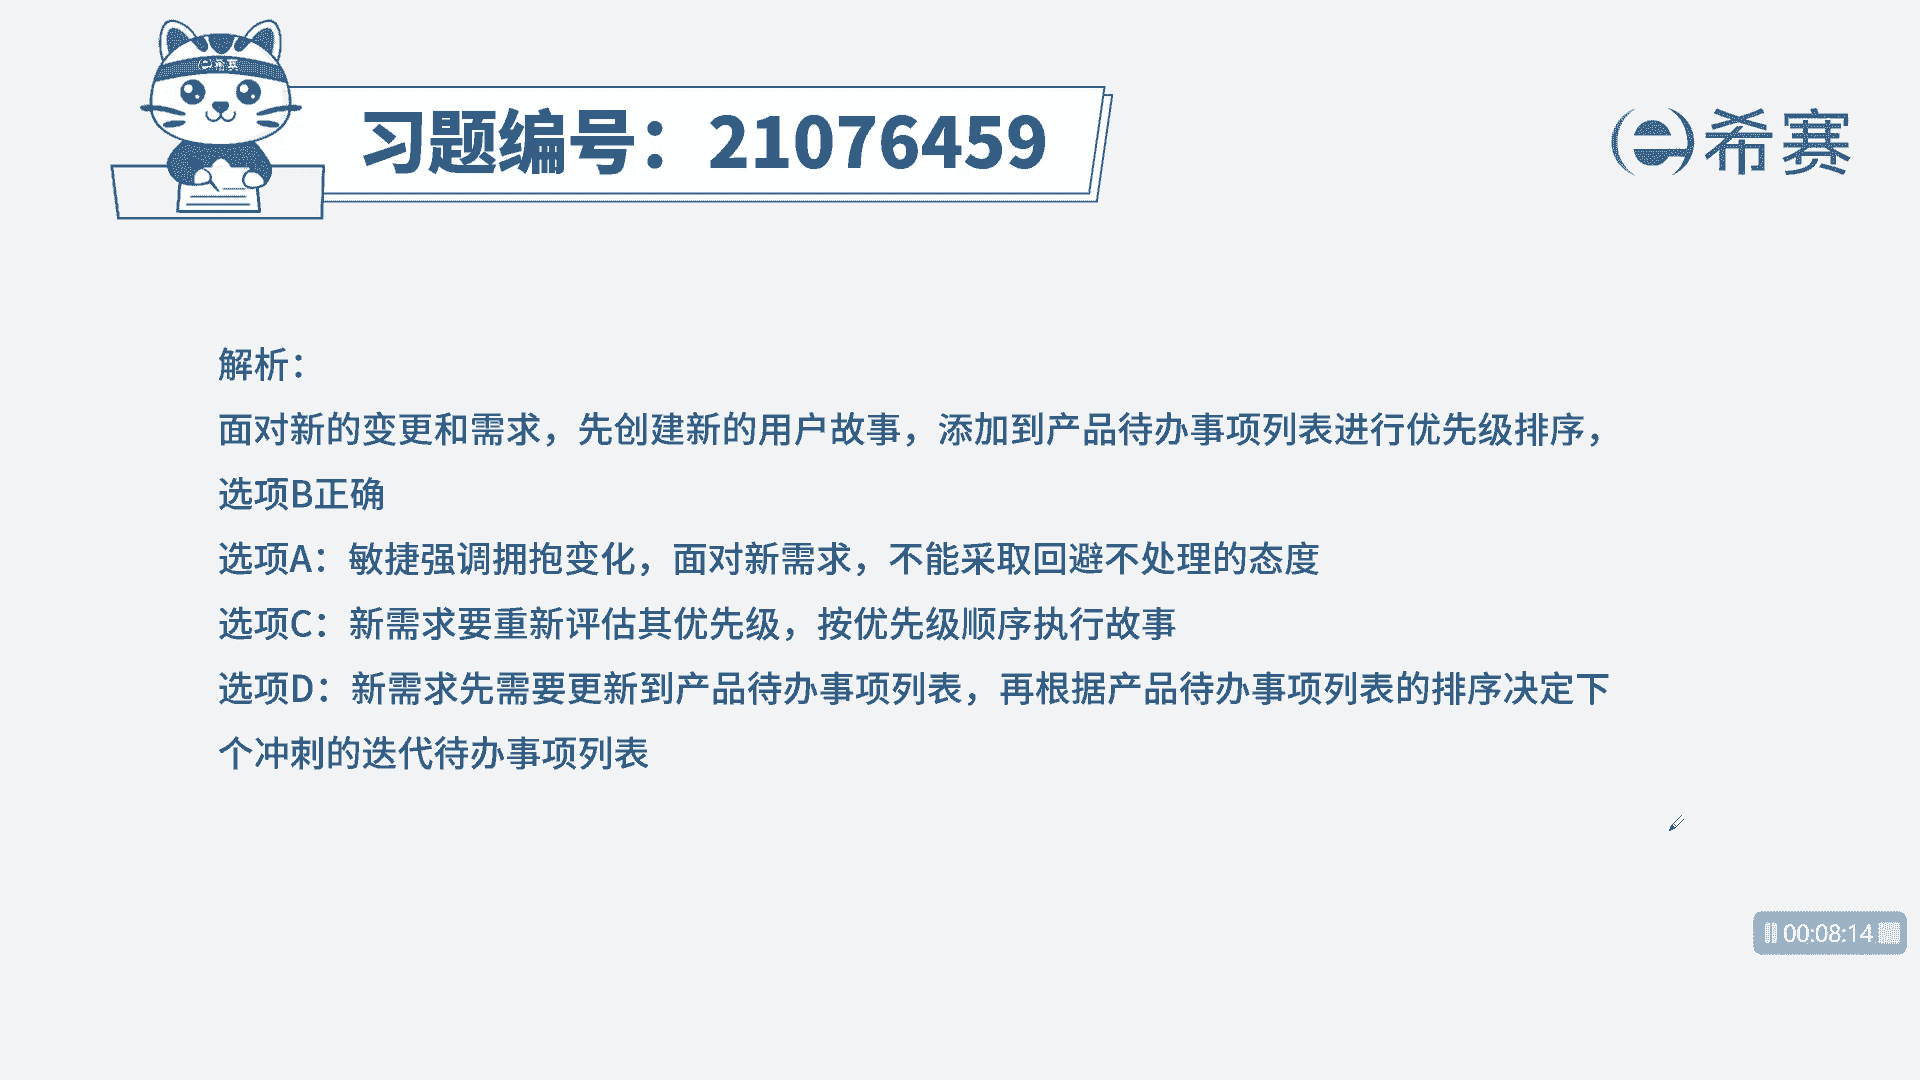 e希赛
习题编号：21076459
e希赛
解析：
面对新的变更和需求，先创建新的用户故事，添加到产品待办事项列表进行优先级排序，
选项B正确
选项A：敏捷强调拥抱变化，面对新需求，不能采取回避不处理的态度
选项C：新需求要重新评估其优先级，按优先级顺序执行故事
选项D：新需求先需要更新到产品待办事项列表，再根据产品待办事项列表的排序决定下
个冲刺的迭代待办事项列表
00:08:14